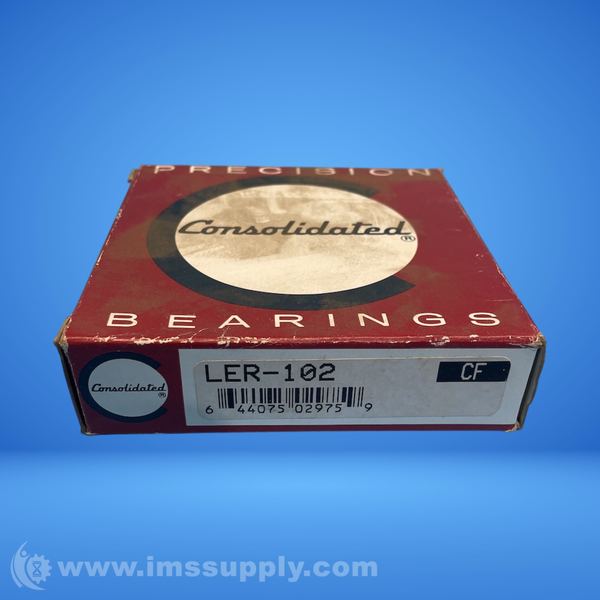 PRECISION
Consolidated®
BEARINGS
Consolidated®
LER-102
CF
6 44075 02975 9
www.imssupply.com